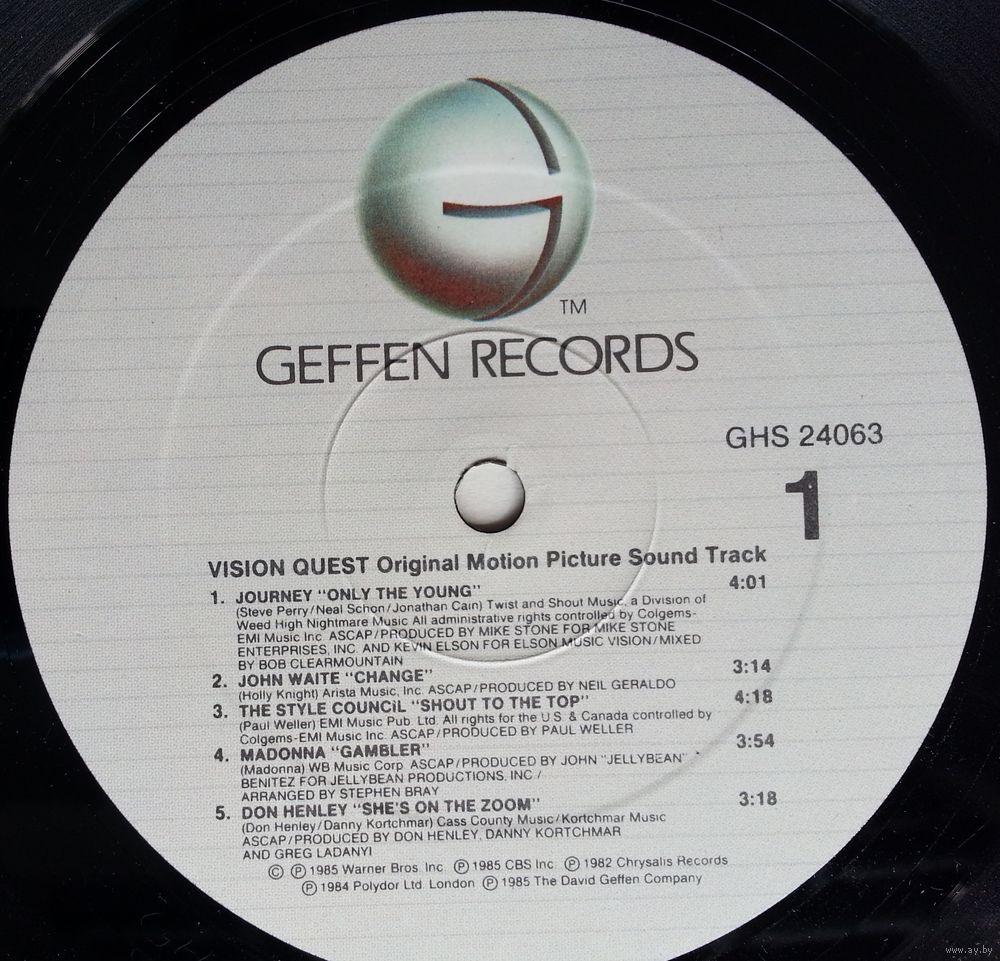 TM
GEFFEN RECORDS
GHS 24063
1
VISION QUEST Original Motion Picture Sound Track
1. JOURNEY "ONLY THE YOUNG" 4:01
(Steve Perry/Neal Schon/Jonathan Cain) Twist and Shout Music, a Division of
Weed High Nightmare Music All administrative rights controlled by Colgems-
EMI Music Inc. ASCAP/PRODUCED BY MIKE STONE FOR MIKE STONE
ENTERPRISES, INC. AND KEVIN ELSON FOR ELSON MUSIC VISION/MIXED
BY BOB CLEARMOUNTAIN
2. JOHN WAITE "CHANGE" 3:14
(Holly Knight) Arista Music, Inc. ASCAP/PRODUCED BY NEIL GERALDO
3. THE STYLE COUNCiL "SHOUT TO THE TOP" 4:18
(Paul Weller) EMI Music Pub. Ltd. All rights for the U.S. & Canada controlled by
Colgems-EMI Music Inc. ASCAP/PRODUCED BY PAUL WELLER
4. MADONNA "GAMBLER" 3:54
(Madonna) WB Music Corp. ASCAP/PRODUCED BY JOHN "JELLYBEAN"
BENITEZ FOR JELLYBEAN PRODUCTIONS, INC./
ARRANGED BY STEPHEN BRAY
5. DON HENLEY "SHE'S ON THE ZOOM" 3:18
(Don Henley/Danny Kortchmar) Cass County Music/Kortchmar Music
ASCAP/PRODUCED BY DON HENLEY, DANNY KORTCHMAR
AND GREG LADANYI
© ℗ 1985 Warner Bros. Inc. ℗ 1985 CBS Inc. ℗ 1982 Chrysalis Records
℗ 1984 Polydor Ltd. London ℗ 1985 The David Geffen Company
www.ay.by